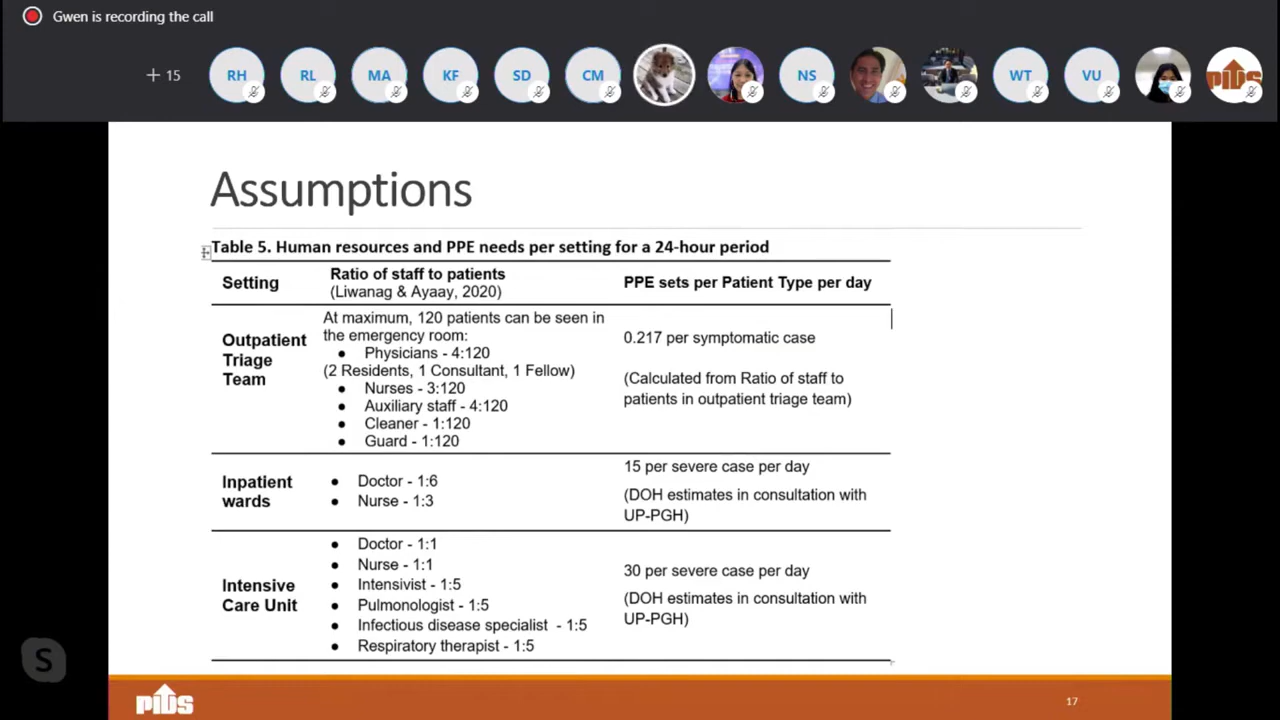 Gwen is recording the call
+ 15
RH
RL
MA
KF
SD
CM
NS
WT
VU
PIDS
Assumptions
Table 5. Human resources and PPE needs per setting for a 24-hour period
Setting
Ratio of staff to patients
(Liwanag & Ayaay, 2020)
PPE sets per Patient Type per day
Outpatient
Triage
Team
At maximum, 120 patients can be seen in
the emergency room:
● Physicians - 4:120
(2 Residents, 1 Consultant, 1 Fellow)
● Nurses - 3:120
● Auxiliary staff - 4:120
● Cleaner - 1:120
● Guard - 1:120
0.217 per symptomatic case
(Calculated from Ratio of staff to
patients in outpatient triage team)
Inpatient
wards
● Doctor - 1:6
● Nurse - 1:3
15 per severe case per day
(DOH estimates in consultation with
UP-PGH)
Intensive
Care Unit
● Doctor - 1:1
● Nurse - 1:1
● Intensivist - 1:5
● Pulmonologist - 1:5
● Infectious disease specialist - 1:5
● Respiratory therapist - 1:5
30 per severe case per day
(DOH estimates in consultation with
UP-PGH)
S
PIDS
17